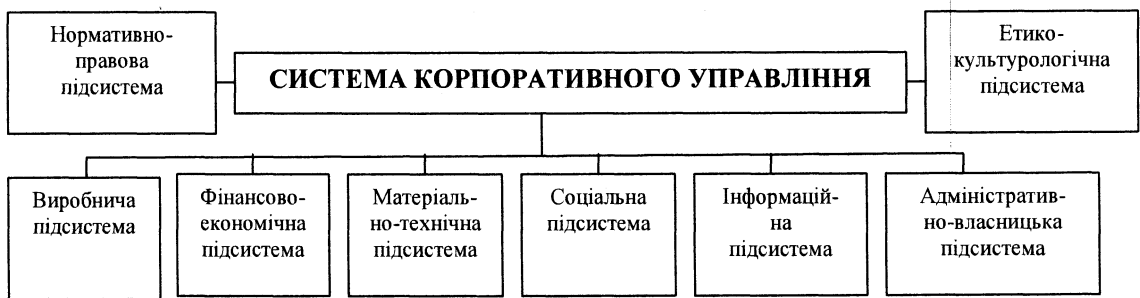 Нормативно-
правова
підсистема
СИСТЕМА КОРПОРАТИВНОГО УПРАВЛІННЯ
Етико-
культурологічна
підсистема
Виробнича
підсистема
Фінансово-
економічна
підсистема
Матеріаль-
но-технічна
підсистема
Соціальна
підсистема
Інформацій-
на
підсистема
Адміністратив-
но-власницька
підсистема